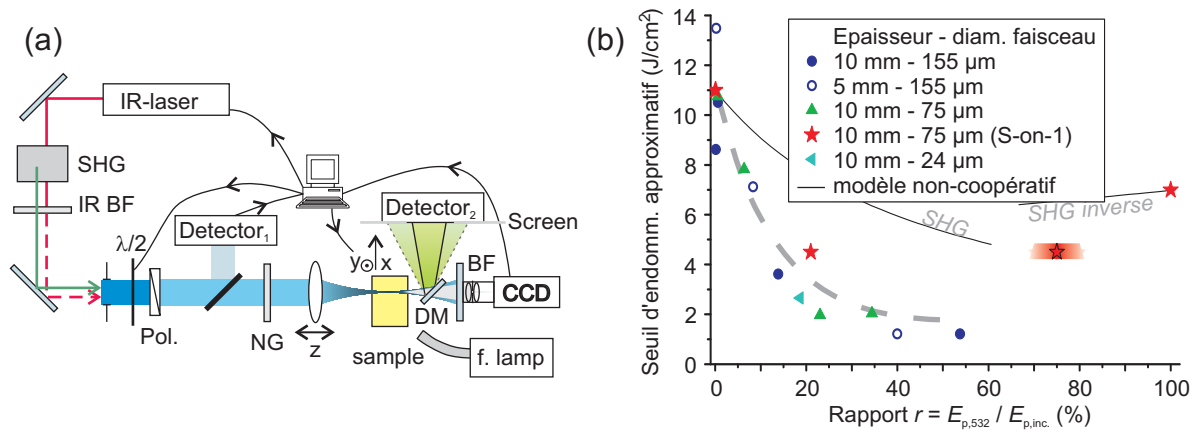 (a)
IR-laser
SHG
IR BF
λ/2
Detector₁
Detector₂
Screen
y
x
BF
CCD
DM
Pol.
NG
z
sample
f. lamp
(b)
Seuil d'endomm. approximatif (J/cm²)
14
12
10
8
6
4
2
0
Epaisseur - diam. faisceau
10 mm - 155 µm
5 mm - 155 µm
10 mm - 75 µm
10 mm - 75 µm (S-on-1)
10 mm - 24 µm
modèle non-coopératif
SHG
SHG inverse
0 20 40 60 80 100
Rapport r = Eₚ,₅₃₂ / Eₚ,inc. (%)